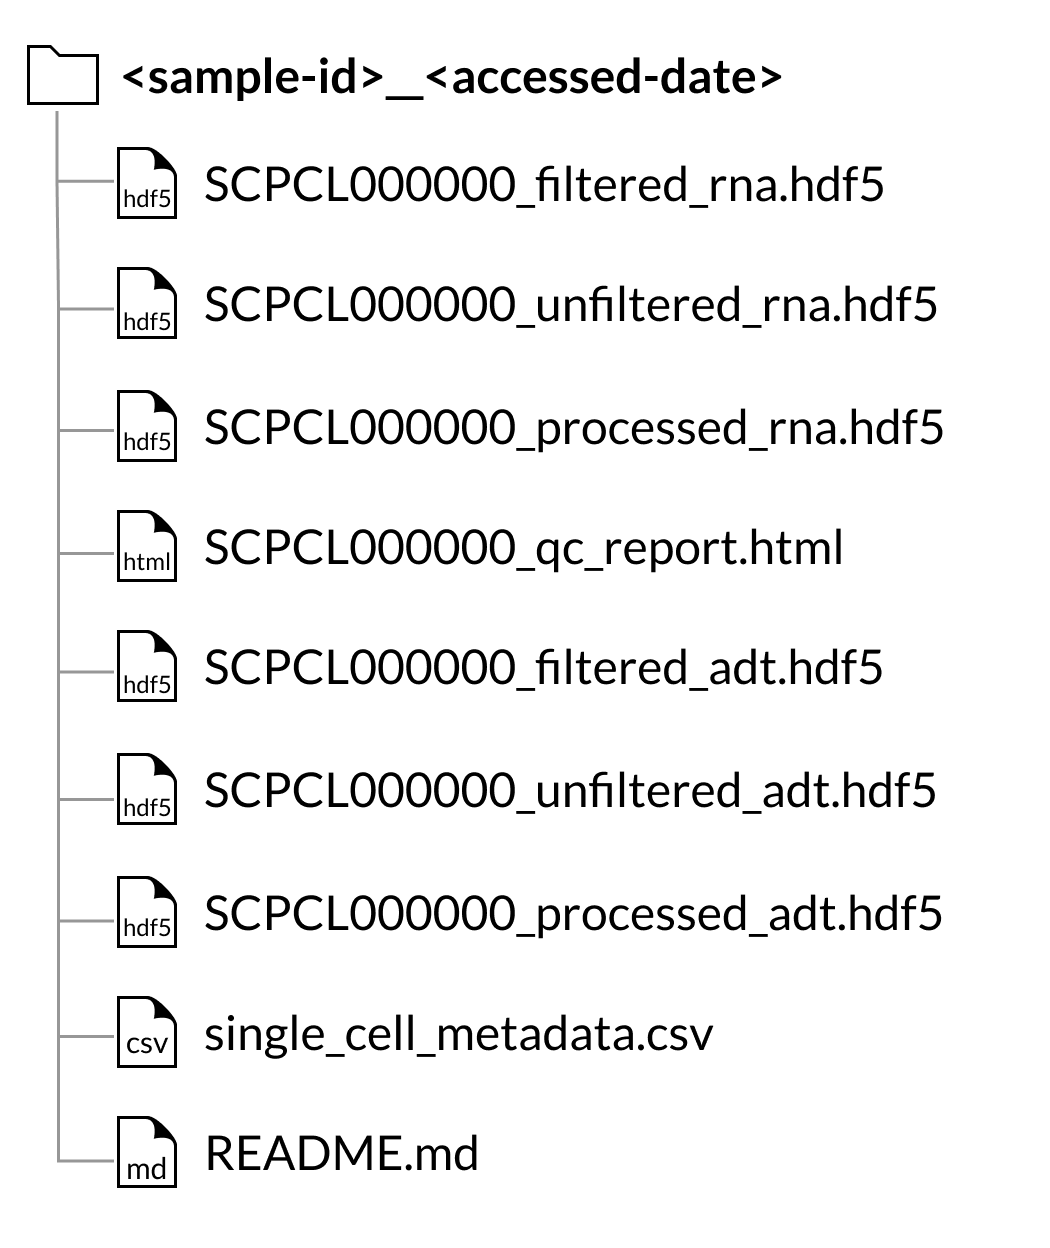 <sample-id>__<accessed-date>
hdf5 SCPCL000000_filtered_rna.hdf5
hdf5 SCPCL000000_unfiltered_rna.hdf5
hdf5 SCPCL000000_processed_rna.hdf5
html SCPCL000000_qc_report.html
hdf5 SCPCL000000_filtered_adt.hdf5
hdf5 SCPCL000000_unfiltered_adt.hdf5
hdf5 SCPCL000000_processed_adt.hdf5
csv single_cell_metadata.csv
md README.md